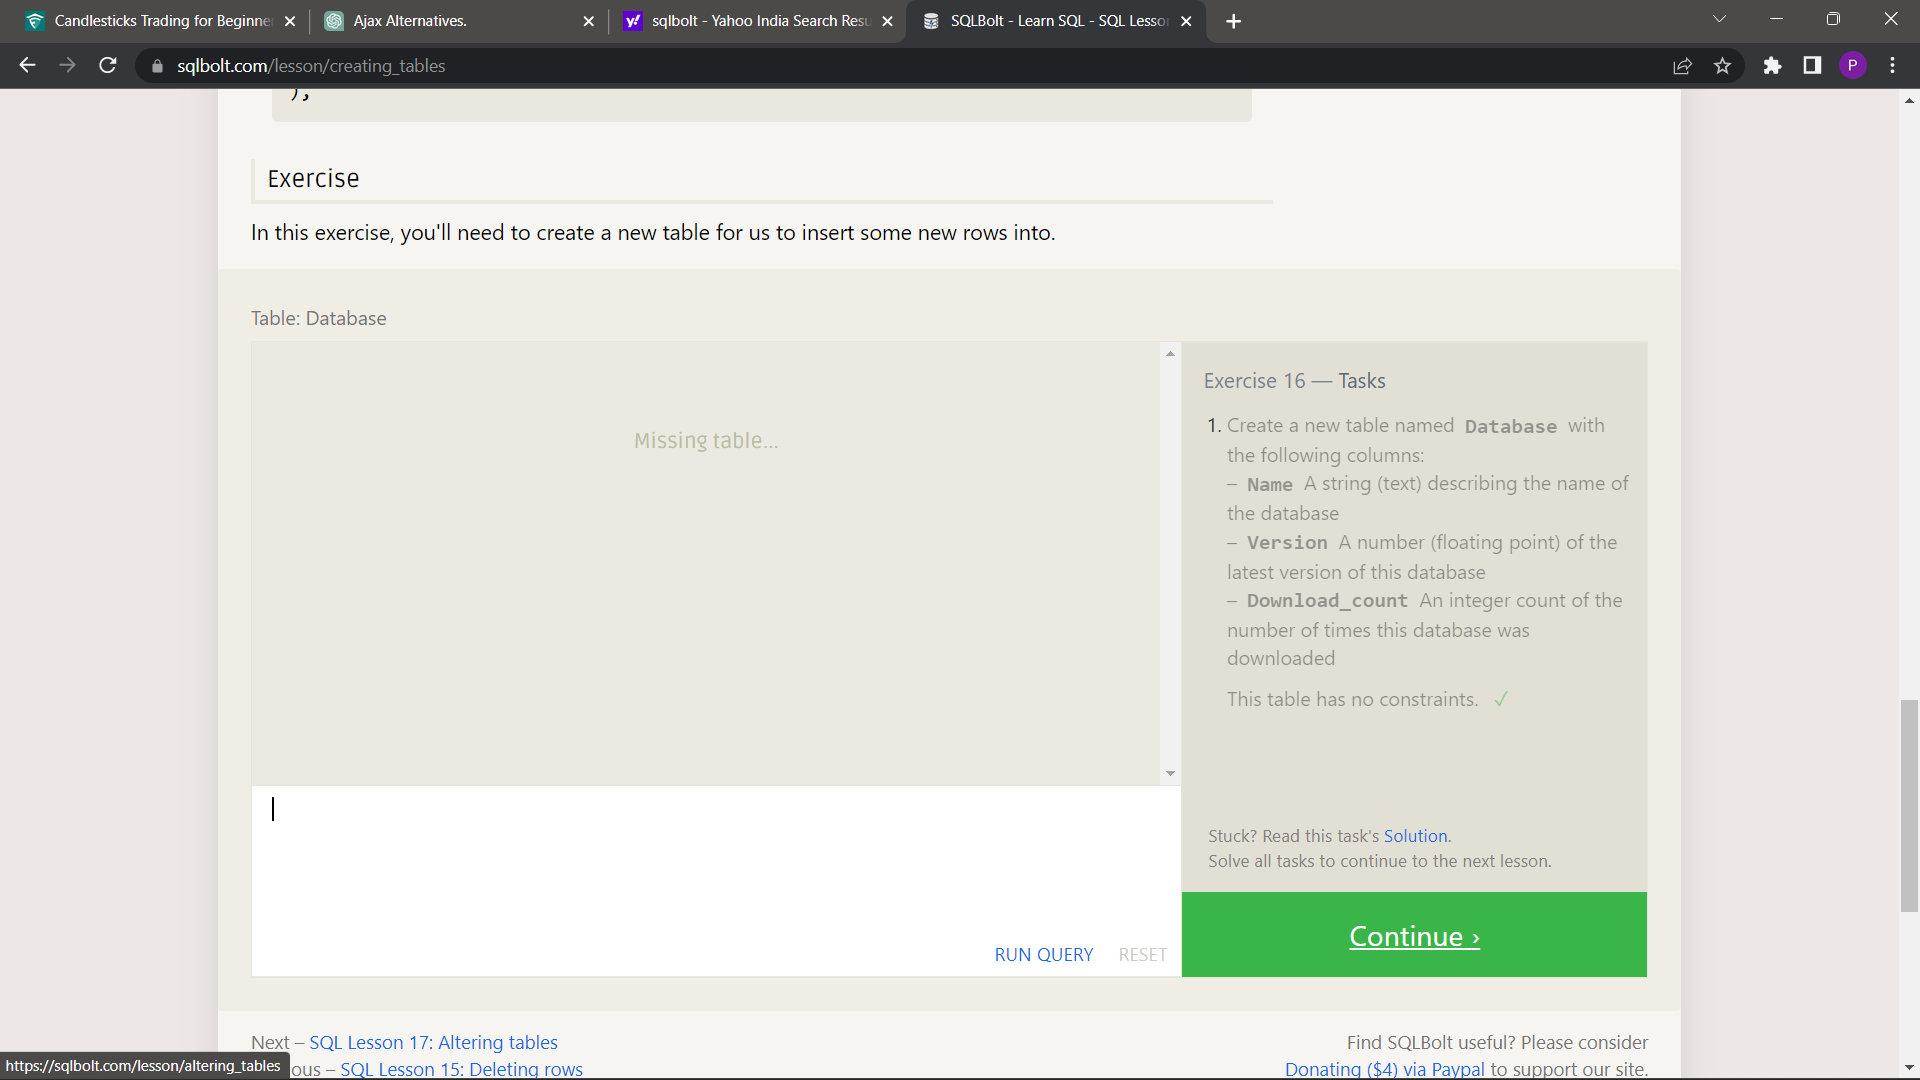 Candlesticks Trading for Beginne
Ajax Alternatives.
sqlbolt - Yahoo India Search Resu
SQLBolt - Learn SQL - SQL Lesson
sqlbolt.com/lesson/creating_tables
P
);
Exercise
In this exercise, you'll need to create a new table for us to insert some new rows into.
Table: Database
Missing table...
Exercise 16 — Tasks
1. Create a new table named Database with
the following columns:
– Name A string (text) describing the name of
the database
– Version A number (floating point) of the
latest version of this database
– Download_count An integer count of the
number of times this database was
downloaded
This table has no constraints. ✓
Stuck? Read this task's Solution.
Solve all tasks to continue to the next lesson.
RUN QUERY RESET
Continue ›
Next – SQL Lesson 17: Altering tables
Find SQLBolt useful? Please consider
https://sqlbolt.com/lesson/altering_tables
ous – SQL Lesson 15: Deleting rows
Donating ($4) via Paypal to support our site.